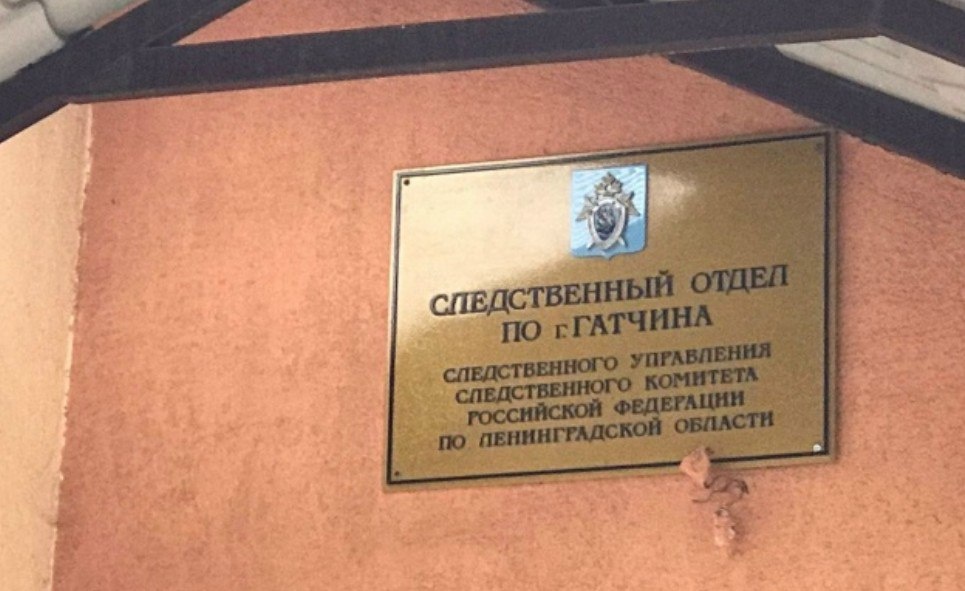 СЛЕДСТВЕННЫЙ ОТДЕЛ
ПО г. ГАТЧИНА
СЛЕДСТВЕННОГО УПРАВЛЕНИЯ
СЛЕДСТВЕННОГО КОМИТЕТА
РОССИЙСКОЙ ФЕДЕРАЦИИ
ПО ЛЕНИНГРАДСКОЙ ОБЛАСТИ